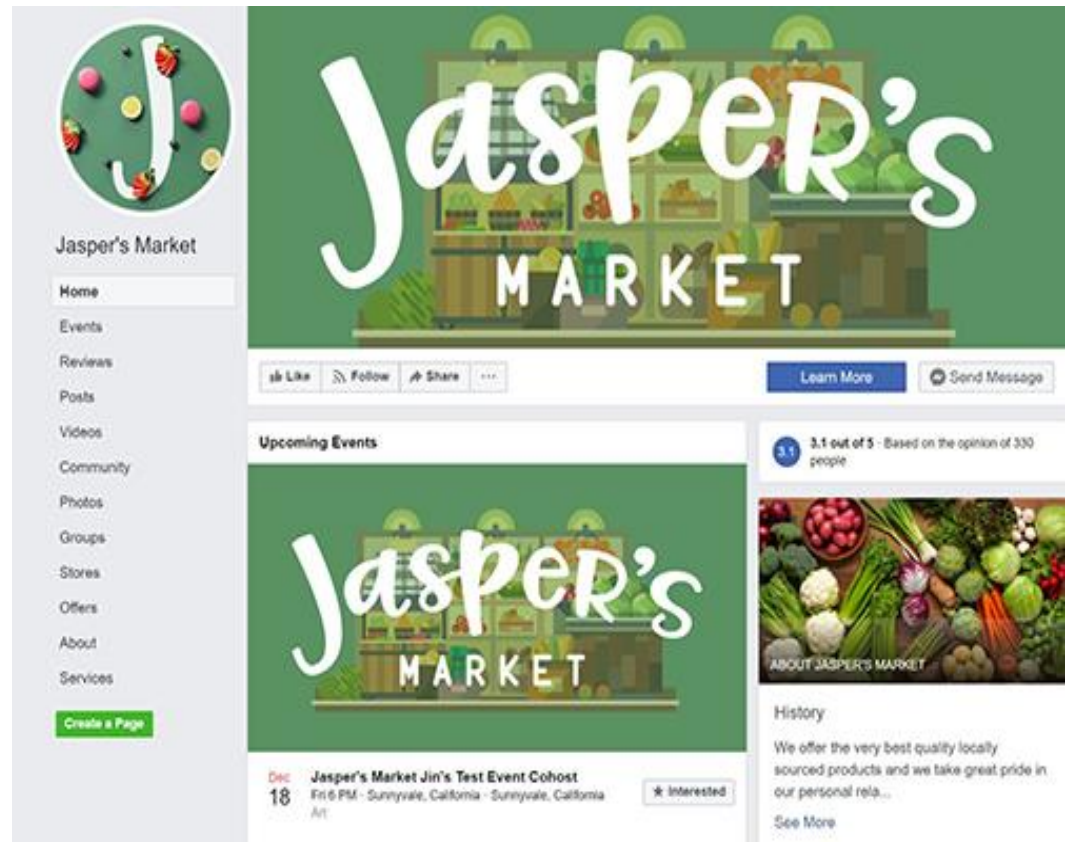 J
Jasper's Market
Home
Events
Reviews
Posts
Videos
Community
Photos
Groups
Stores
Offers
About
Services
Create a Page
Jasper's
MARKET
Like Follow Share ...
Learn More
Send Message
Upcoming Events
Jasper's
MARKET
Dec
18
Jasper's Market Jin's Test Event Cohost
Fri 6 PM · Sunnyvale, California · Sunnyvale, California
Art
Interested
3.1
3.1 out of 5 · Based on the opinion of 330
people
ABOUT JASPER'S MARKET
History
We offer the very best quality locally
sourced products and we take great pride in
our personal rela...
See More